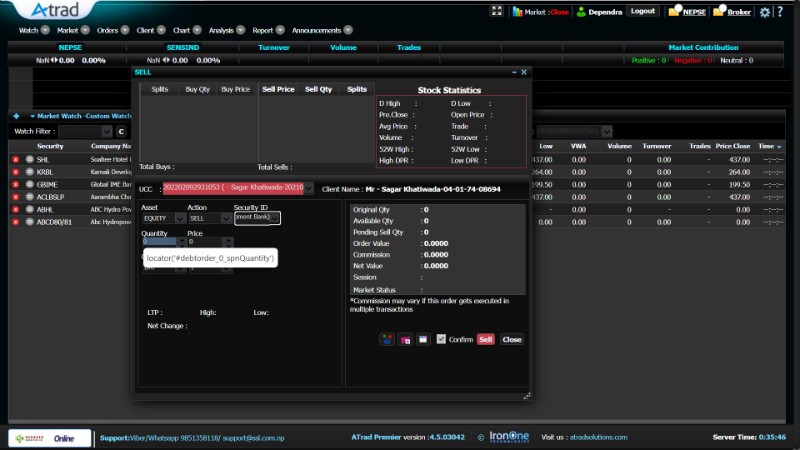 Atrad
Market :Close Dependra Logout NEPSE Broker ?
Watch Market Orders Client Chart Analysis Report Announcements
NEPSE SENSIND Turnover Volume Trades Market Contribution
NaN 0.00 0.00% NaN 0.00 0.00% Positive : 0 Negative : 0 Neutral : 0
SELL
Splits Buy Qty Buy Price Sell Price Sell Qty Splits Stock Statistics
D High : D Low :
Pre.Close : Open Price :
Avg Price : Trade :
Volume : Turnover :
52W High : 52W Low :
High DPR : Low DPR :
Total Buys : Total Sells :
Market Watch -Custom Watch
Watch Filter : C
Security Company Na Low VWA Volume Turnover Trades Price Close Time
SHL Soaltee Hotel 437.00 0.00 0.00 0.00 - 437.00 --:--:--
KRBL Karnali Develo 264.00 0.00 0.00 0.00 - 264.00 --:--:--
GBIME Global IME Ba 199.50 0.00 0.00 0.00 - 199.50 --:--:--
ACLBSLP Aarambha Cha 437.00 0.00 0.00 0.00 - 437.00 --:--:--
ABHL ABC Hydro Pow - 0.00 0.00 0.00 - - --:--:--
ABCD80/81 Abc Hydropow - 0.00 0.00 0.00 - - --:--:--
UCC : 202202092931053 ( - Sagar Khatiwada-20210 Client Name : Mr - Sagar Khatiwada-04-01-74-08694
Asset Action Security ID
EQUITY SELL ment Bank)
Quantity Price
0 0
locator('#debtorder_0_spnQuantity')
Original Qty : 0
Available Qty : 0
Pending Sell Qty : 0
Order Value : 0.0000
Commission : 0.0000
Net Value : 0.0000
Session :
Market Status :
*Commission may vary if this order gets executed in
multiple transactions
LTP : High: Low:
Net Change :
Confirm Sell Close
Online Support:Viber/Whatsapp 9851358118/ support@ssl.com.np ATrad Premier version :4.5.03042 © IronOne TECHNOLOGIES Visit us : atradsolutions.com Server Time: 0:35:46